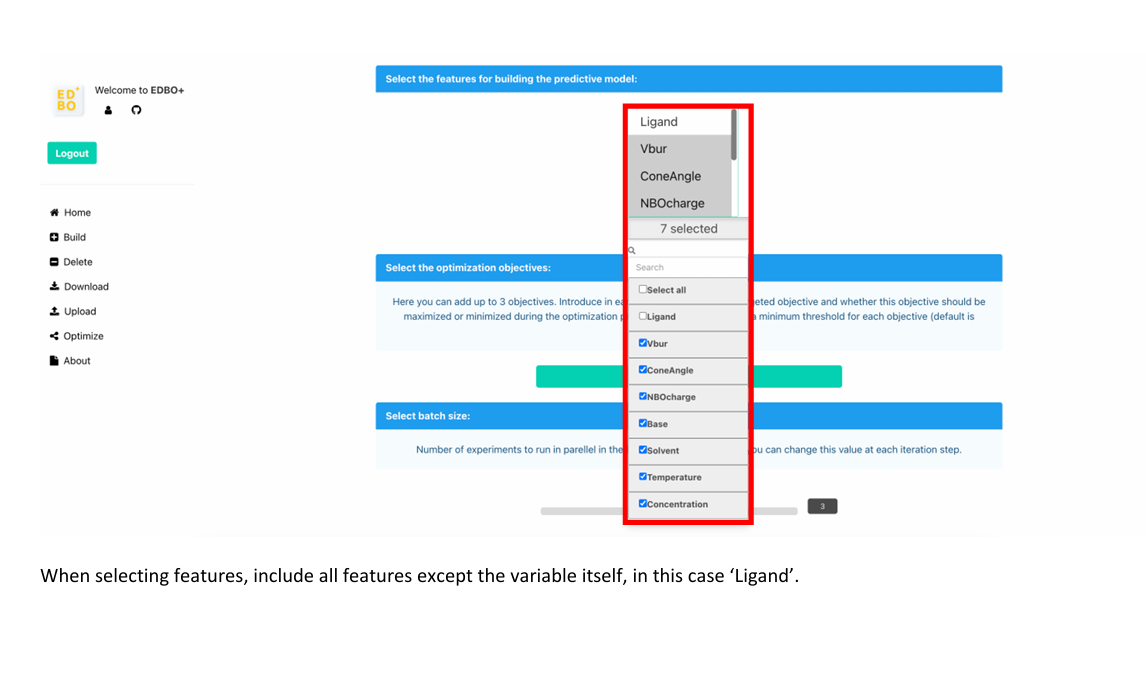 Select the features for building the predictive model:
ED+
BO
Welcome to EDBO+
Logout
Home
Build
Delete
Download
Upload
Optimize
About
Ligand
Vbur
ConeAngle
NBOcharge
7 selected
Search
Select all
Ligand
Vbur
ConeAngle
NBOcharge
Base
Solvent
Temperature
Concentration
Select the optimization objectives:
Here you can add up to 3 objectives. Introduce in ea geted objective and whether this objective should be
maximized or minimized during the optimization p a minimum threshold for each objective (default is
Select batch size:
Number of experiments to run in parellel in the ou can change this value at each iteration step.
3
When selecting features, include all features except the variable itself, in this case ‘Ligand’.